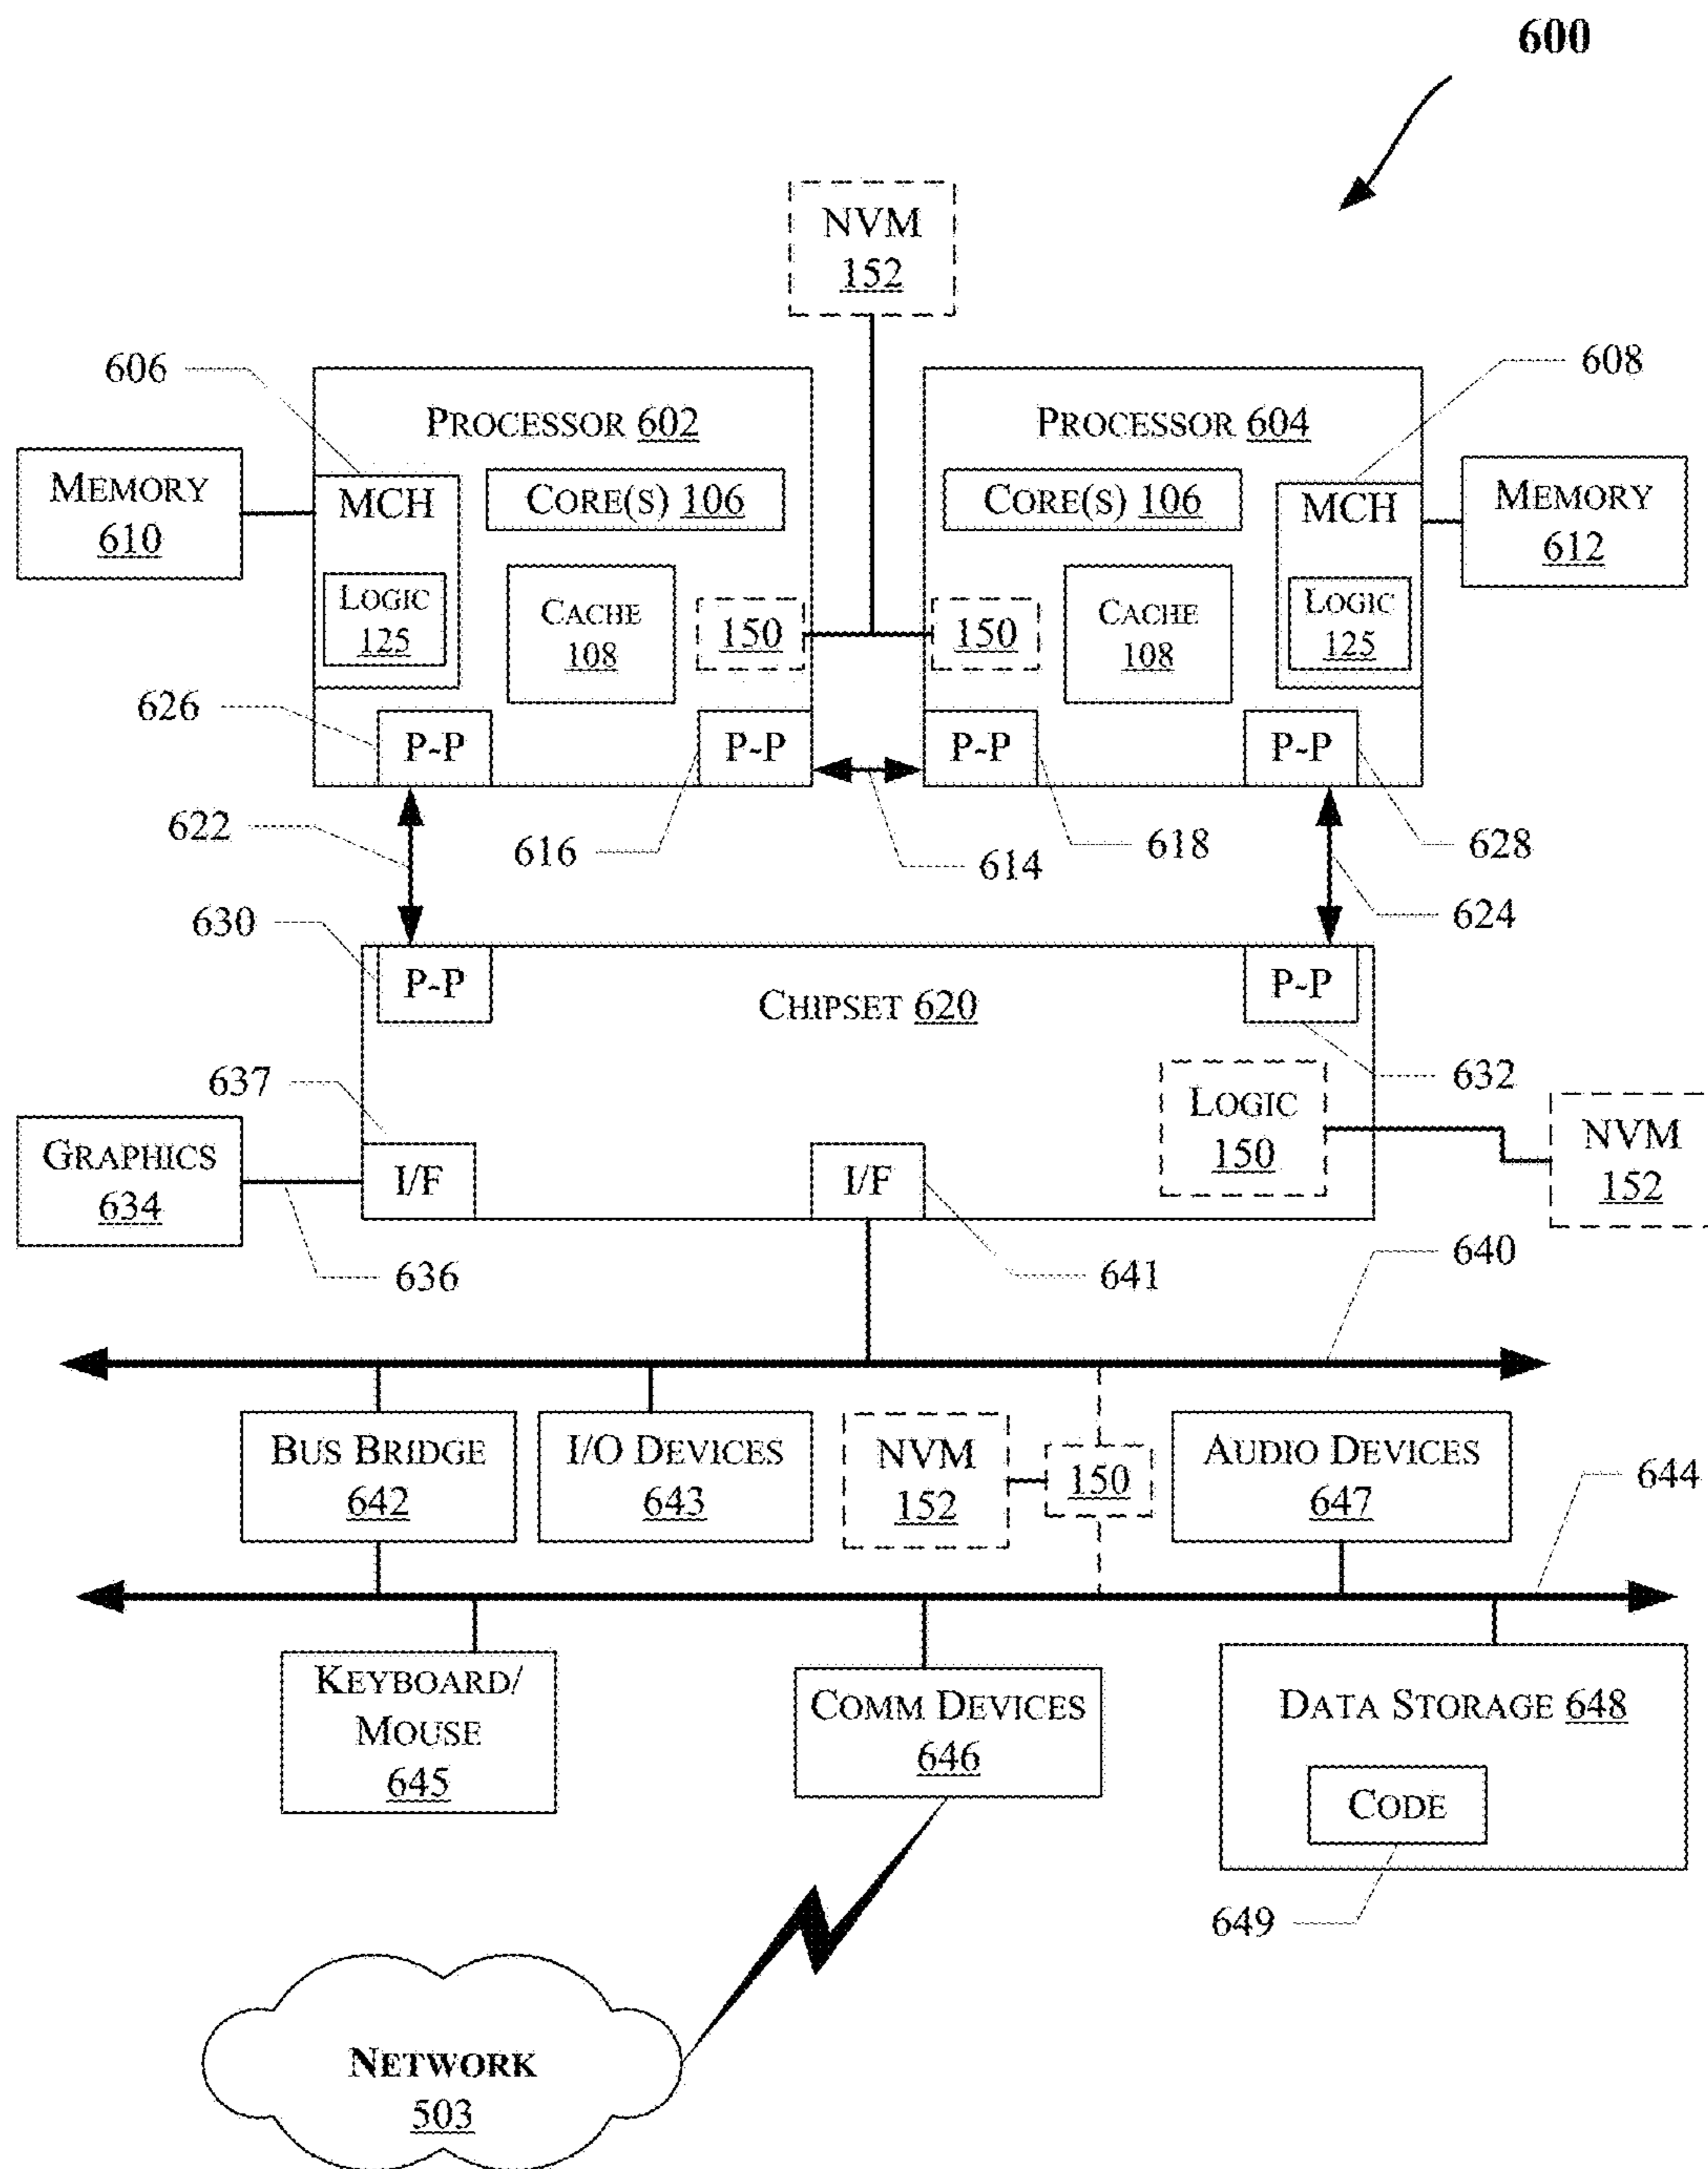 600
NVM
152
606
608
PROCESSOR 602
PROCESSOR 604
MEMORY
610
MCH
CORE(S) 106
CORE(S) 106
MCH
MEMORY
612
LOGIC
125
CACHE
108
150
150
CACHE
108
LOGIC
125
626
P-P
P-P
P-P
P-P
622
616
614
618
628
630
624
P-P
CHIPSET 620
P-P
637
632
LOGIC
150
NVM
152
GRAPHICS
634
I/F
I/F
636
641
640
BUS BRIDGE
642
I/O DEVICES
643
NVM
152
150
AUDIO DEVICES
647
644
KEYBOARD/
MOUSE
645
COMM DEVICES
646
DATA STORAGE 648
CODE
649
NETWORK
503